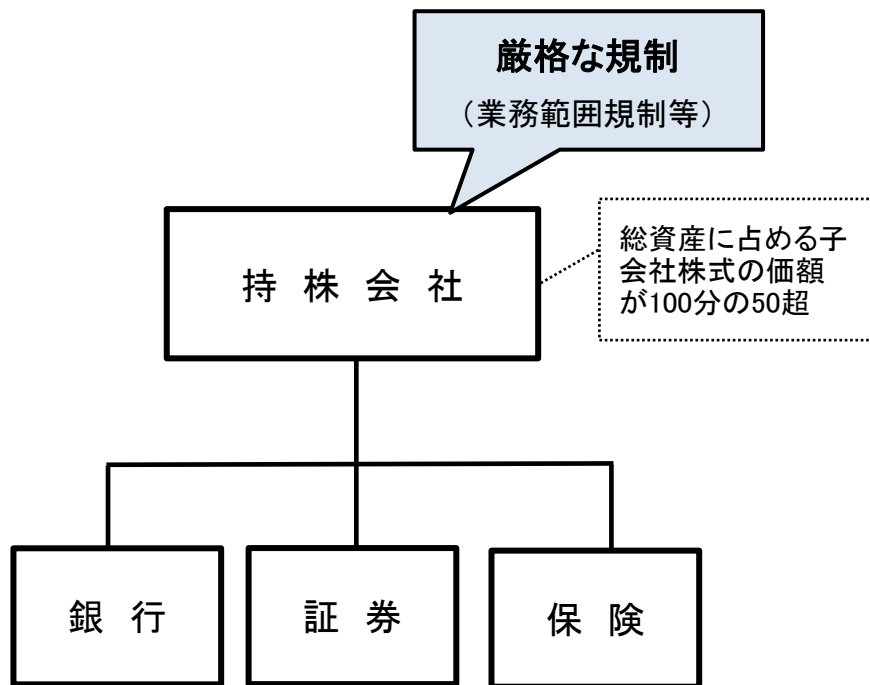 厳格な規制
（業務範囲規制等）
持 株 会 社
総資産に占める子
会社株式の価額
が100分の50超
銀 行
証 券
保 険